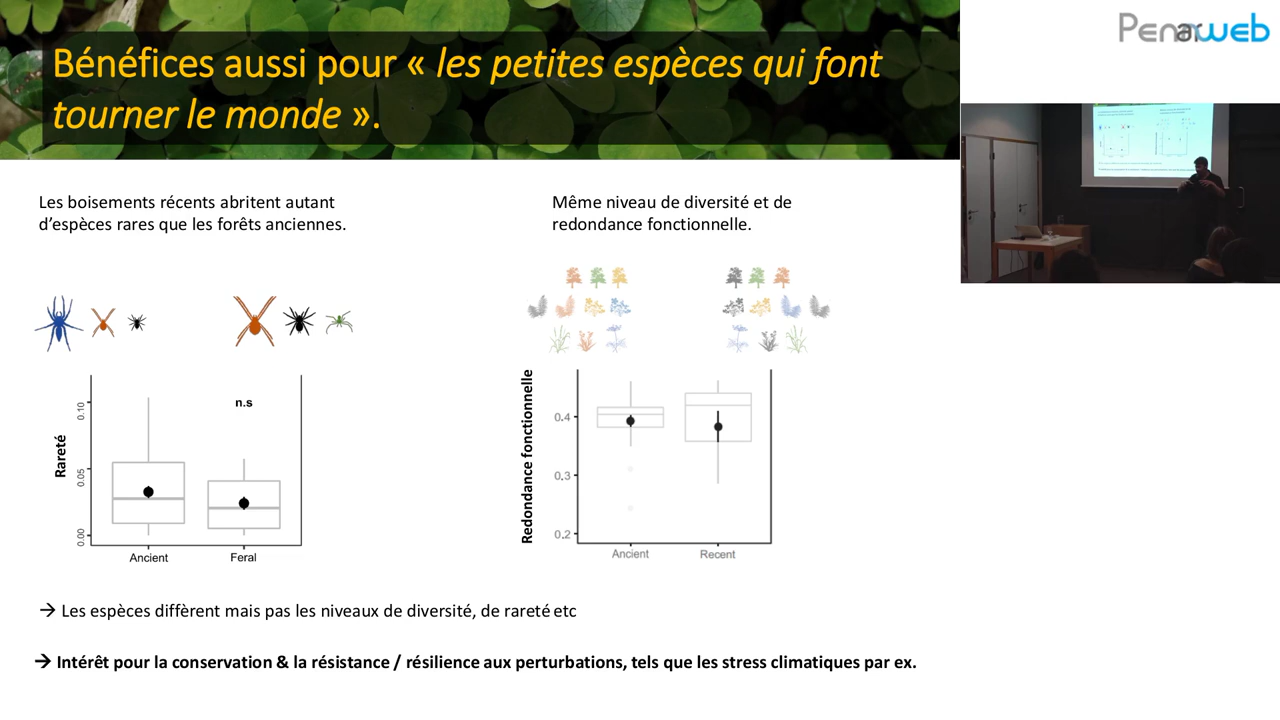 Bénéfices aussi pour « les petites espèces qui font
tourner le monde ».
Penarweb
Les boisements récents abritent autant
d'espèces rares que les forêts anciennes.
Même niveau de diversité et de
redondance fonctionnelle.
n.s
Rareté
0.10
0.05
0.00
Ancient
Feral
Redondance fonctionnelle
0.4
0.3
0.2
Ancient
Recent
→ Les espèces diffèrent mais pas les niveaux de diversité, de rareté etc
→ Intérêt pour la conservation & la résistance / résilience aux perturbations, tels que les stress climatiques par ex.